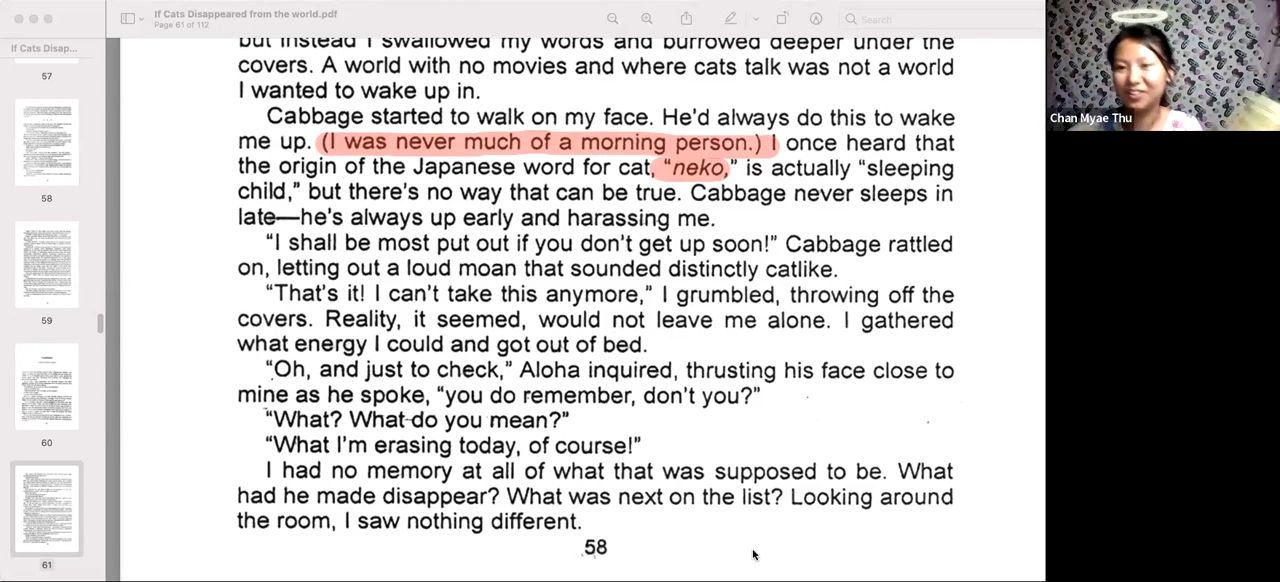 If Cats Disappeared from the world.pdf
Page 61 of 112
Search
If Cats Disap...
57
58
59
60
61
but instead I swallowed my words and burrowed deeper under the
covers. A world with no movies and where cats talk was not a world
I wanted to wake up in.
Cabbage started to walk on my face. He'd always do this to wake
me up. (I was never much of a morning person.) I once heard that
the origin of the Japanese word for cat, “neko,” is actually “sleeping
child,” but there's no way that can be true. Cabbage never sleeps in
late—he's always up early and harassing me.
“I shall be most put out if you don't get up soon!” Cabbage rattled
on, letting out a loud moan that sounded distinctly catlike.
“That's it! I can't take this anymore,” I grumbled, throwing off the
covers. Reality, it seemed, would not leave me alone. I gathered
what energy I could and got out of bed.
“Oh, and just to check,” Aloha inquired, thrusting his face close to
mine as he spoke, “you do remember, don't you?”
“What? What do you mean?”
“What I'm erasing today, of course!”
I had no memory at all of what that was supposed to be. What
had he made disappear? What was next on the list? Looking around
the room, I saw nothing different.
58
Chan Myae Thu